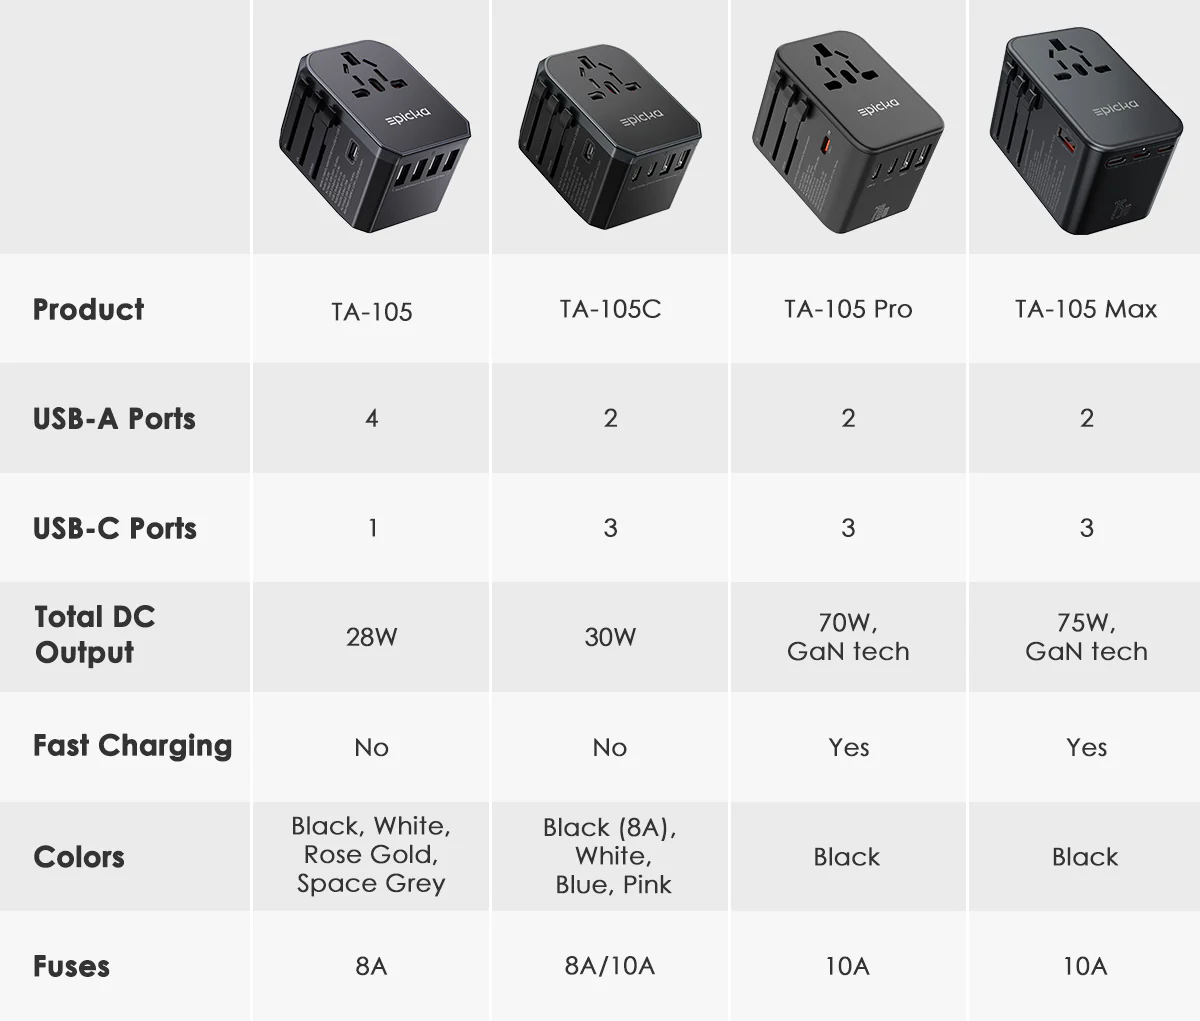 Epicka
Epicka
Epicka
Epicka
Product
TA-105
TA-105C
TA-105 Pro
TA-105 Max
USB-A Ports
4
2
2
2
USB-C Ports
1
3
3
3
Total DC
Output
28W
30W
70W,
GaN tech
75W,
GaN tech
Fast Charging
No
No
Yes
Yes
Colors
Black, White,
Rose Gold,
Space Grey
Black (8A),
White,
Blue, Pink
Black
Black
Fuses
8A
8A/10A
10A
10A